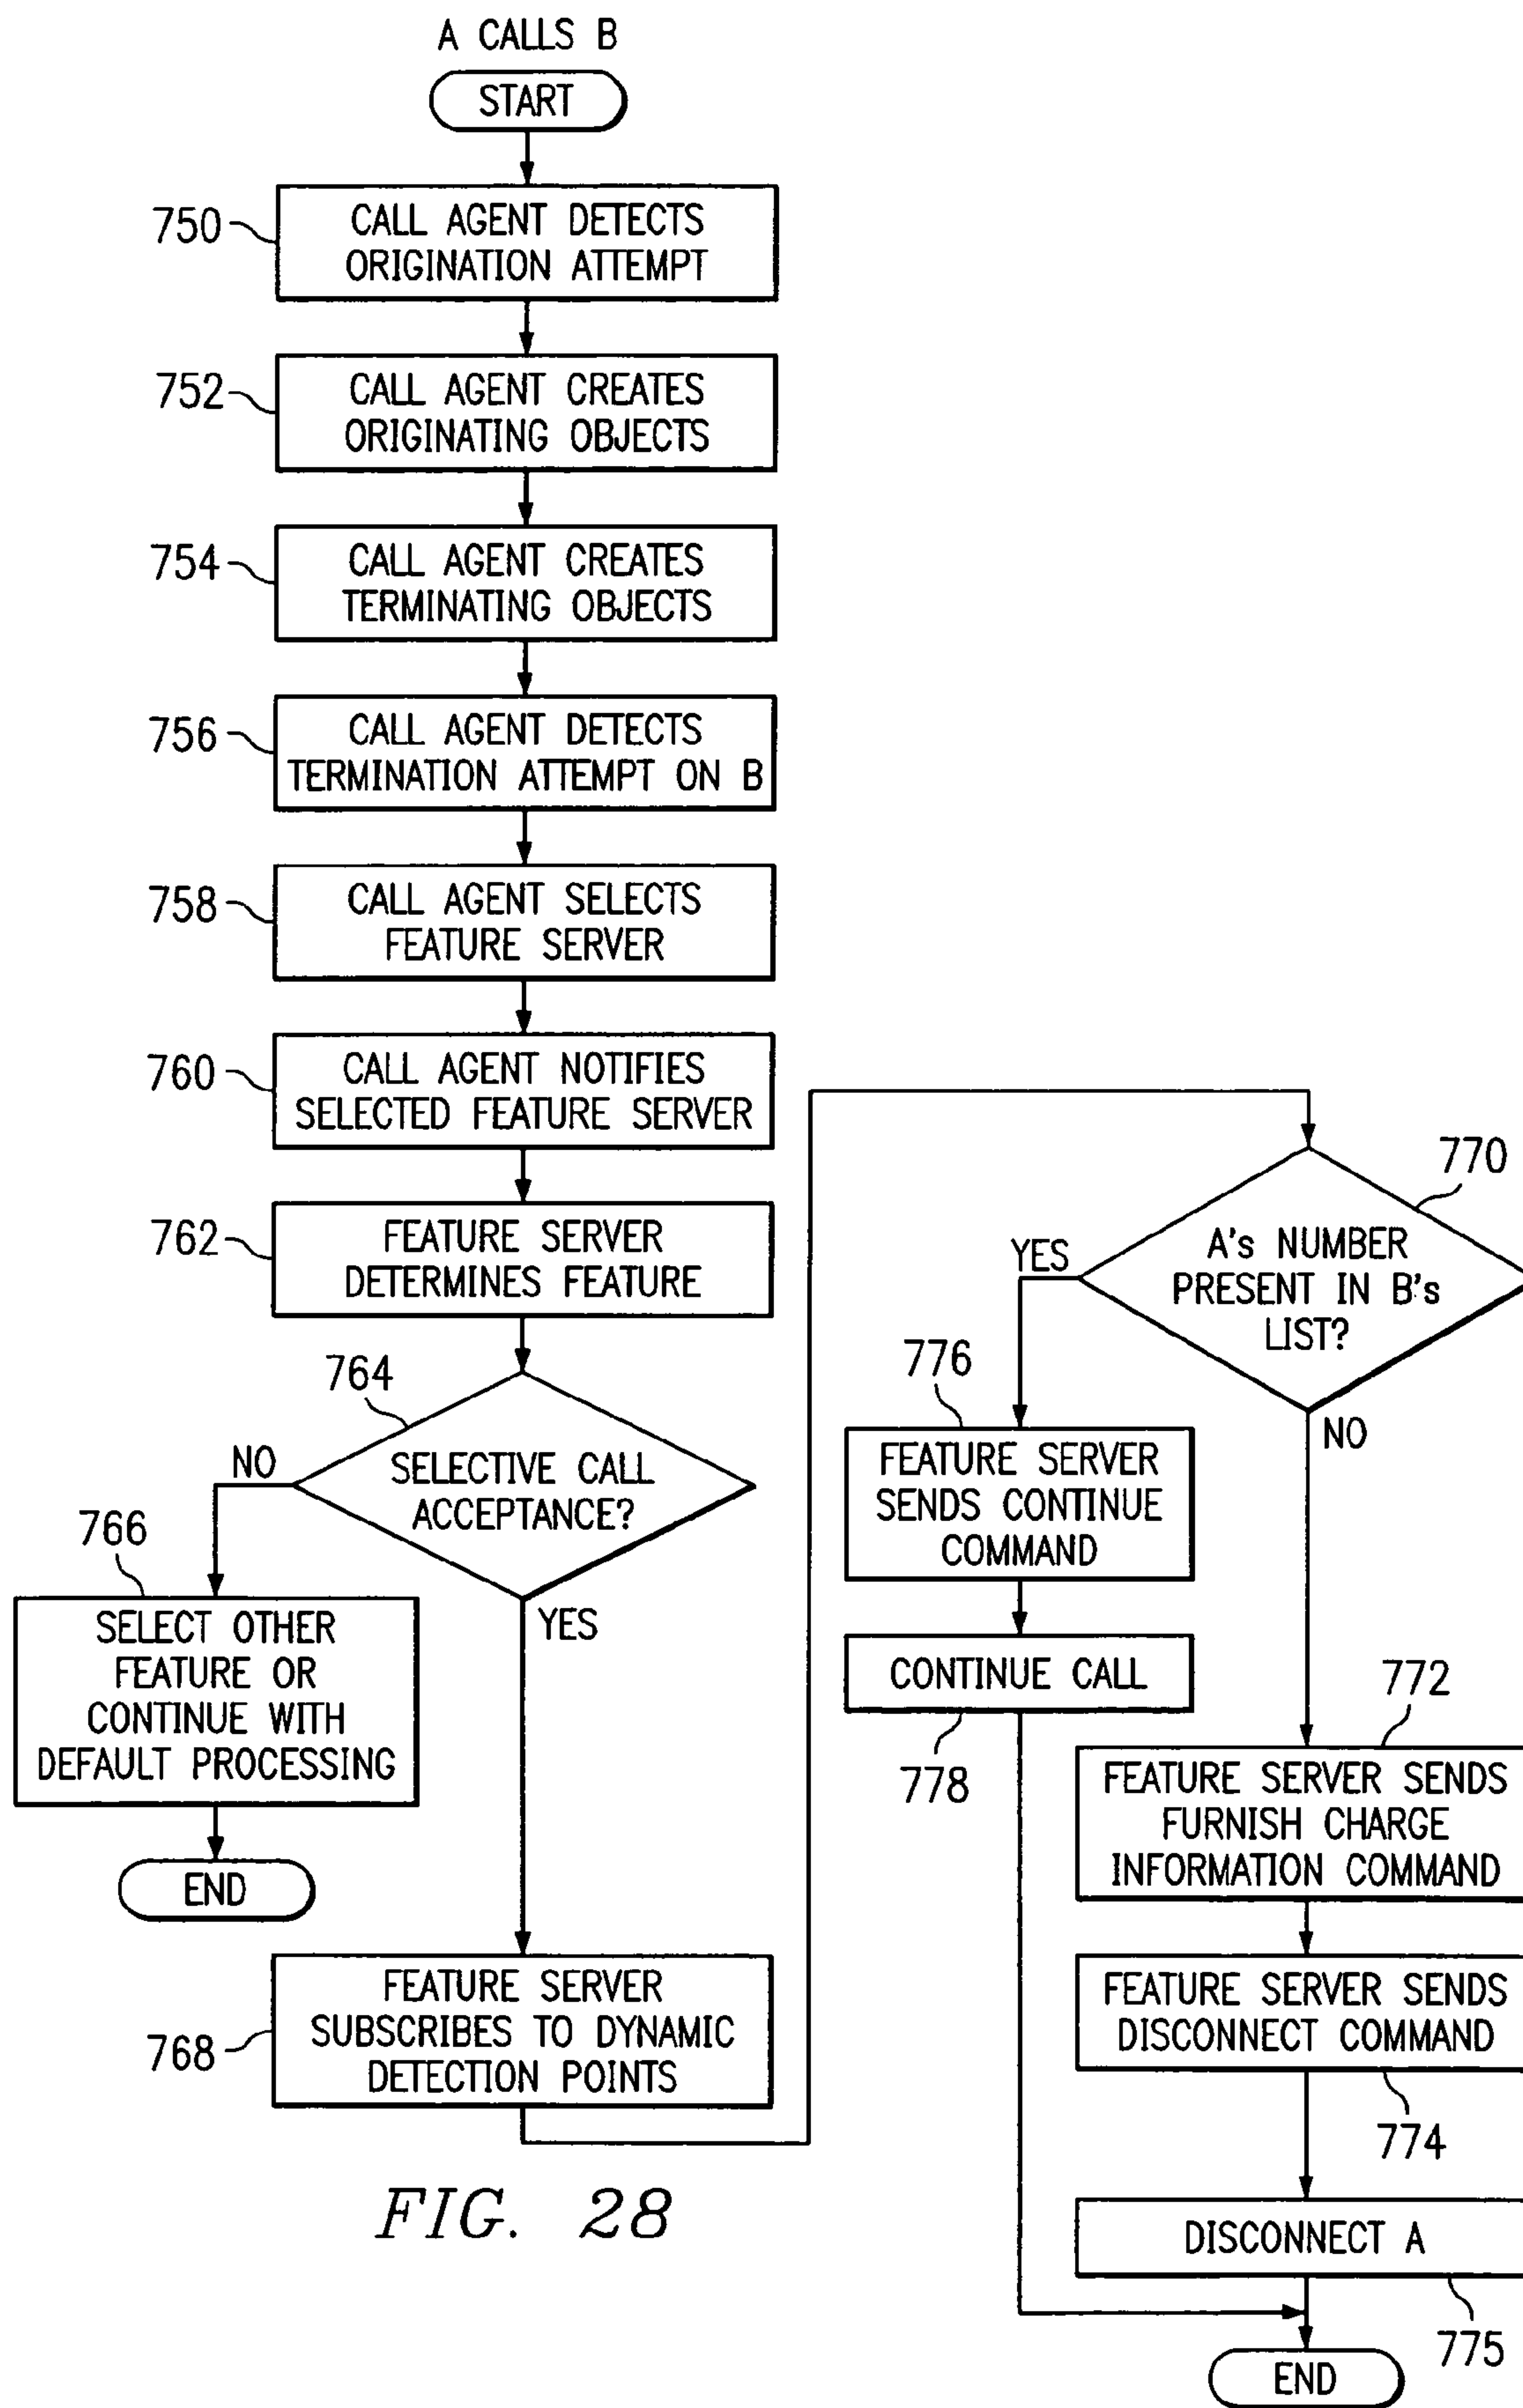 A CALLS B
START
750
CALL AGENT DETECTS
ORIGINATION ATTEMPT
752
CALL AGENT CREATES
ORIGINATING OBJECTS
754
CALL AGENT CREATES
TERMINATING OBJECTS
756
CALL AGENT DETECTS
TERMINATION ATTEMPT ON B
758
CALL AGENT SELECTS
FEATURE SERVER
760
CALL AGENT NOTIFIES
SELECTED FEATURE SERVER
762
FEATURE SERVER
DETERMINES FEATURE
764
SELECTIVE CALL
ACCEPTANCE?
NO
766
SELECT OTHER
FEATURE OR
CONTINUE WITH
DEFAULT PROCESSING
END
YES
768
FEATURE SERVER
SUBSCRIBES TO DYNAMIC
DETECTION POINTS
770
A's NUMBER
PRESENT IN B's
LIST?
YES
776
FEATURE SERVER
SENDS CONTINUE
COMMAND
CONTINUE CALL
778
NO
772
FEATURE SERVER SENDS
FURNISH CHARGE
INFORMATION COMMAND
FEATURE SERVER SENDS
DISCONNECT COMMAND
774
DISCONNECT A
775
END
FIG. 28